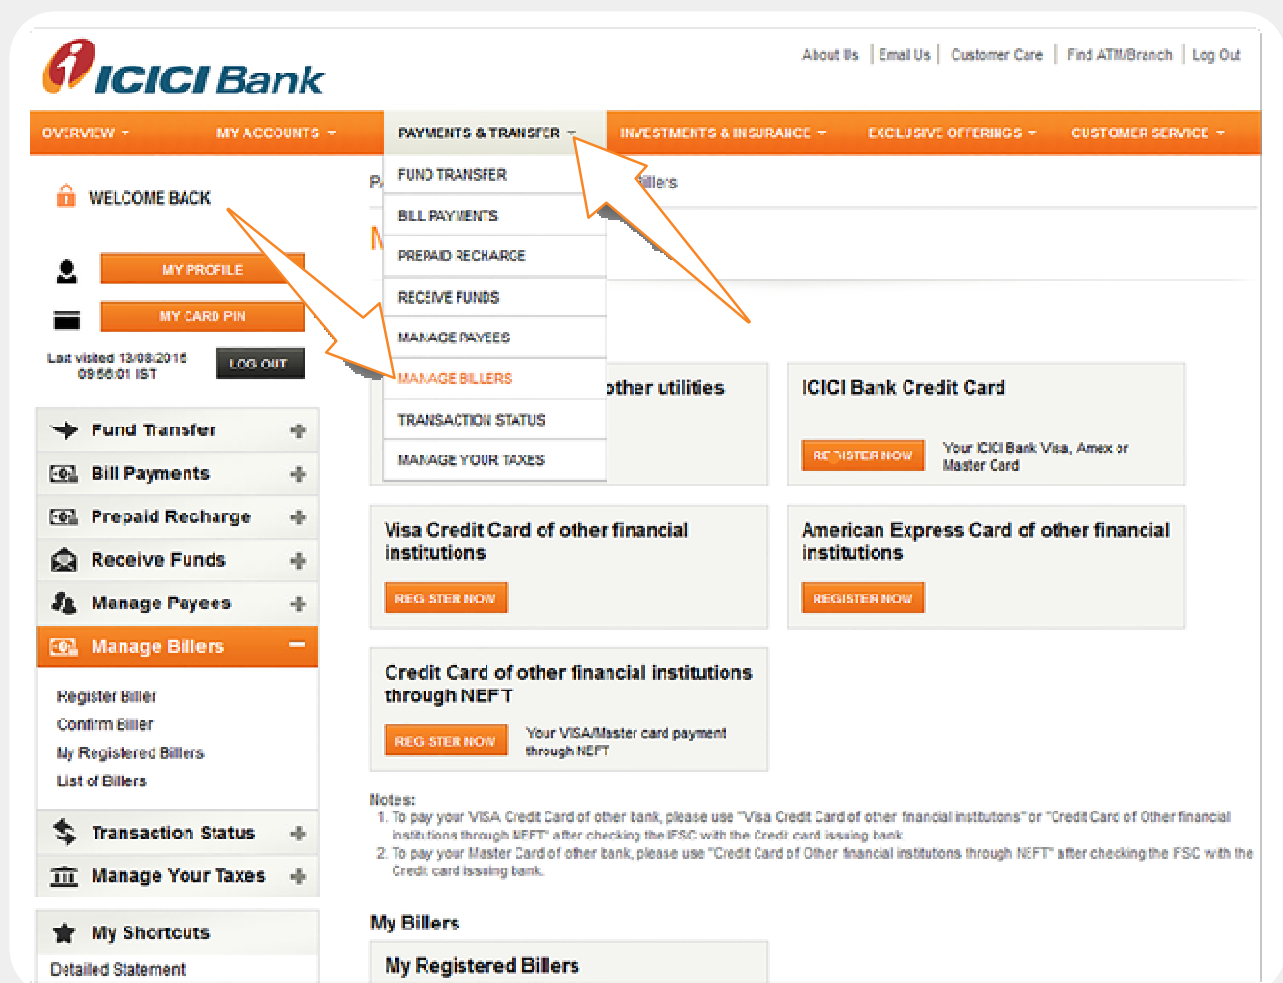 ICICI Bank
About Us | Email Us | Customer Care | Find ATM/Branch | Log Out
OVERVIEW MY ACCOUNTS PAYMENTS & TRANSFER INVESTMENTS & INSURANCE EXCLUSIVE OFFERINGS CUSTOMER SERVICE
WELCOME BACK
MY PROFILE
MY CARD PIN
Last visited 13/08/2015
09:56:01 IST
LOG OUT
Fund Transfer
Bill Payments
Prepaid Recharge
Receive Funds
Manage Payees
Manage Billers
Register Biller
Confirm Biller
My Registered Billers
List of Billers
Transaction Status
Manage Your Taxes
My Shortcuts
Detailed Statement
FUND TRANSFER
BILL PAYMENTS
PREPAID RECHARGE
RECEIVE FUNDS
MANAGE PAYEES
MANAGE BILLERS
TRANSACTION STATUS
MANAGE YOUR TAXES
other utilities
ICICI Bank Credit Card
REGISTER NOW
Your ICICI Bank Visa, Amex or
Master Card
Visa Credit Card of other financial
institutions
REGISTER NOW
American Express Card of other financial
institutions
REGISTER NOW
Credit Card of other financial institutions
through NEFT
REGISTER NOW
Your VISA/Master card payment
through NEFT
Notes:
1. To pay your VISA Credit Card of other bank, please use "Visa Credit Card of other financial institutions" or "Credit Card of Other financial
institutions through NEFT" after checking the IFSC with the Credit card issuing bank.
2. To pay your Master Card of other bank, please use "Credit Card of Other financial institutions through NEFT" after checking the IFSC with the
Credit card issuing bank.
My Billers
My Registered Billers